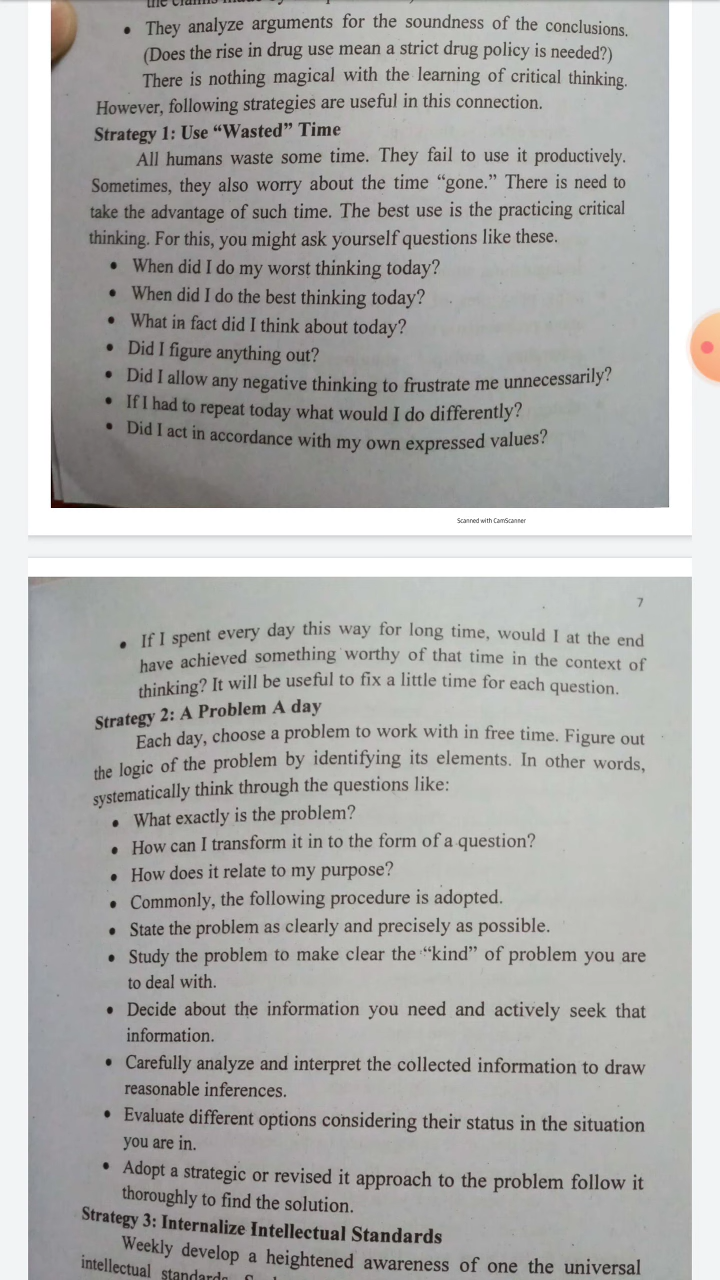 • They analyze arguments for the soundness of the conclusions.
(Does the rise in drug use mean a strict drug policy is needed?)
There is nothing magical with the learning of critical thinking.
However, following strategies are useful in this connection.
Strategy 1: Use “Wasted” Time
All humans waste some time. They fail to use it productively.
Sometimes, they also worry about the time “gone.” There is need to
take the advantage of such time. The best use is the practicing critical
thinking. For this, you might ask yourself questions like these.
• When did I do my worst thinking today?
• When did I do the best thinking today?
• What in fact did I think about today?
• Did I figure anything out?
• Did I allow any negative thinking to frustrate me unnecessarily?
• If I had to repeat today what would I do differently?
• Did I act in accordance with my own expressed values?
Scanned with CamScanner
7
• If I spent every day this way for long time, would I at the end
have achieved something worthy of that time in the context of
thinking? It will be useful to fix a little time for each question.
Strategy 2: A Problem A day
Each day, choose a problem to work with in free time. Figure out
the logic of the problem by identifying its elements. In other words,
systematically think through the questions like:
• What exactly is the problem?
• How can I transform it in to the form of a question?
• How does it relate to my purpose?
• Commonly, the following procedure is adopted.
• State the problem as clearly and precisely as possible.
• Study the problem to make clear the “kind” of problem you are
to deal with.
• Decide about the information you need and actively seek that
information.
• Carefully analyze and interpret the collected information to draw
reasonable inferences.
• Evaluate different options considering their status in the situation
you are in.
• Adopt a strategic or revised it approach to the problem follow it
thoroughly to find the solution.
Strategy 3: Internalize Intellectual Standards
Weekly develop a heightened awareness of one the universal
intellectual